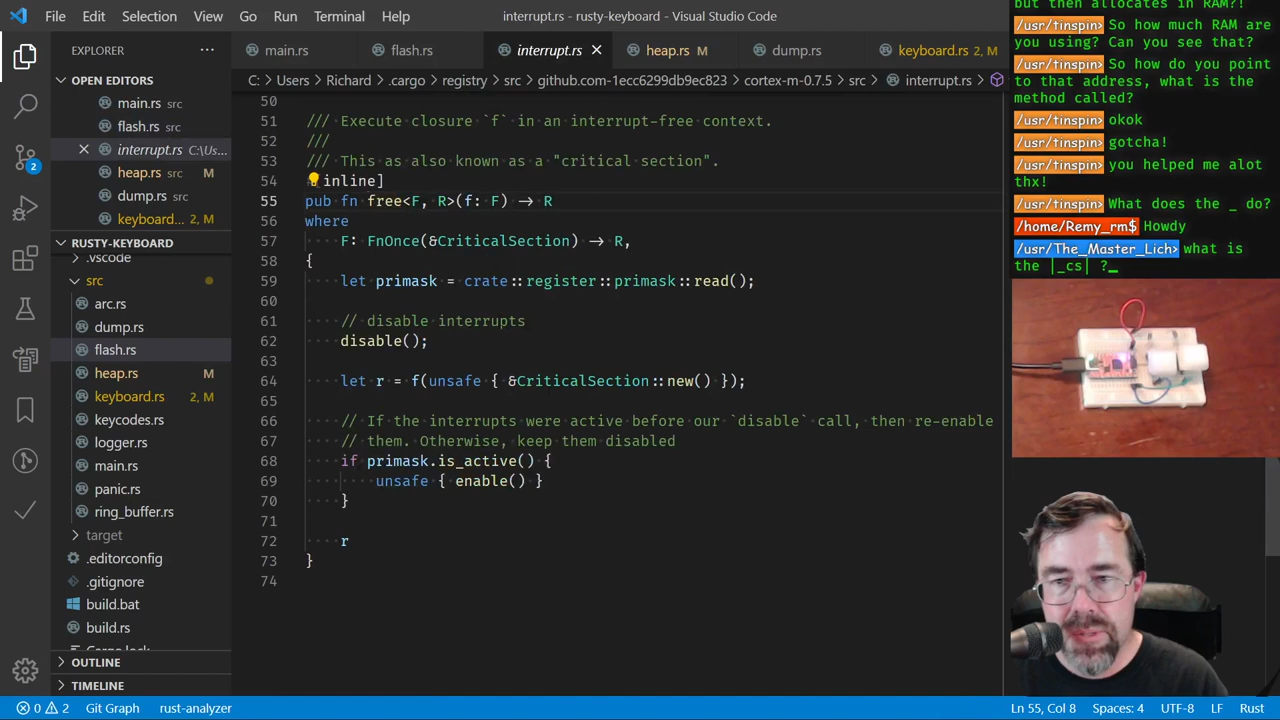 File Edit Selection View Go Run Terminal Help
interrupt.rs - rusty-keyboard - Visual Studio Code
EXPLORER
OPEN EDITORS
main.rs src
flash.rs src
interrupt.rs C:\Us...
heap.rs src M
dump.rs src
keyboard... 2, M
RUSTY-KEYBOARD
.vscode
src
arc.rs
dump.rs
flash.rs
heap.rs M
keyboard.rs 2, M
keycodes.rs
logger.rs
main.rs
panic.rs
ring_buffer.rs
target
.editorconfig
.gitignore
build.bat
build.rs
Cargo.lock
OUTLINE
TIMELINE
2
main.rs flash.rs interrupt.rs heap.rs M dump.rs keyboard.rs 2, M
C: > Users > Richard > .cargo > registry > src > github.com-1ecc6299db9ec823 > cortex-m-0.7.5 > src > interrupt.rs >
50
51 /// Execute closure `f` in an interrupt-free context.
52 ///
53 /// This as also known as a "critical section".
54 inline]
55 pub fn free<F, R>(f: F) -> R
56 where
57 F: FnOnce(&CriticalSection) -> R,
58 {
59 let primask = crate::register::primask::read();
60
61 // disable interrupts
62 disable();
63
64 let r = f(unsafe { &CriticalSection::new() });
65
66 // If the interrupts were active before our `disable` call, then re-enable
67 // them. Otherwise, keep them disabled
68 if primask.is_active() {
69 unsafe { enable() }
70 }
71
72 r
73 }
74
but then allocates in RAM?!
/usr/tinspin> So how much RAM are
you using? Can you see that?
/usr/tinspin> So how do you point
to that address, what is the
method called?
/usr/tinspin> okok
/usr/tinspin> gotcha!
/usr/tinspin> you helped me alot
thx!
/usr/tinspin> What does the _ do?
/home/Remy_rm$ Howdy
/usr/The_Master_Lich> what is
the |_cs| ?_
0 2 Git Graph rust-analyzer
Ln 55, Col 8 Spaces: 4 UTF-8 LF Rust